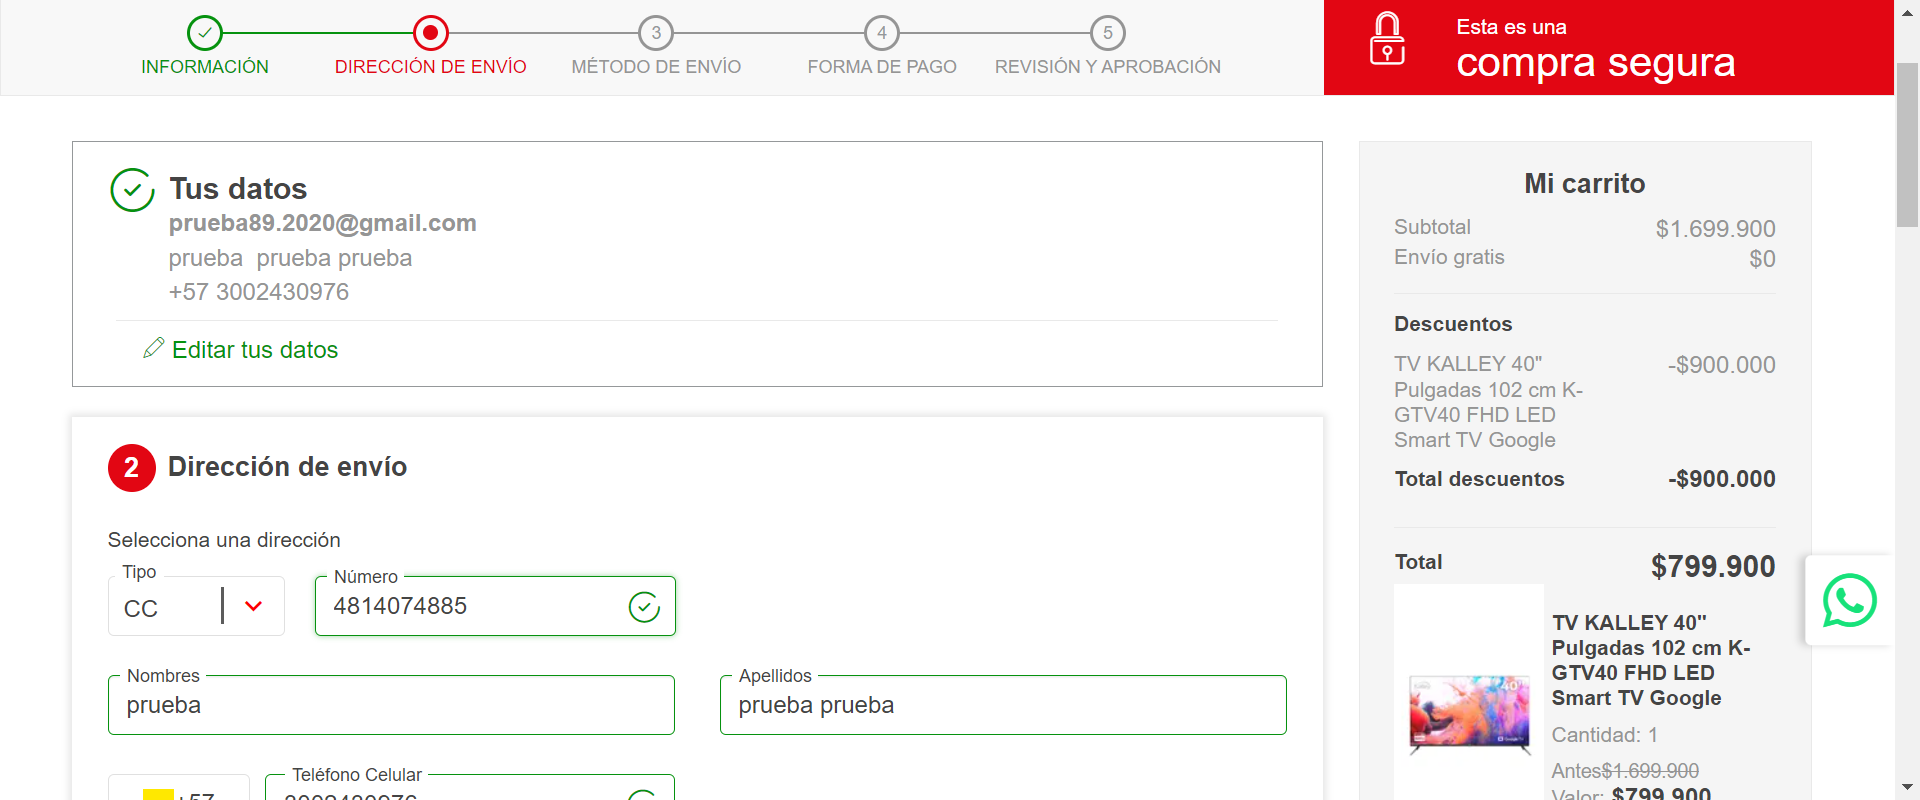 INFORMACIÓN
DIRECCIÓN DE ENVÍO
3
MÉTODO DE ENVÍO
4
FORMA DE PAGO
5
REVISIÓN Y APROBACIÓN
Esta es una
compra segura
Tus datos
prueba89.2020@gmail.com
prueba  prueba prueba
+57 3002430976
Editar tus datos
2
Dirección de envío
Selecciona una dirección
Tipo
CC
Número
4814074885
Nombres
prueba
Apellidos
prueba prueba
+57
Teléfono Celular
3002430976
Mi carrito
Subtotal $1.699.900
Envío gratis $0
Descuentos
TV KALLEY 40" -$900.000
Pulgadas 102 cm K-
GTV40 FHD LED
Smart TV Google
Total descuentos -$900.000
Total $799.900
TV KALLEY 40"
Pulgadas 102 cm K-
GTV40 FHD LED
Smart TV Google
Cantidad: 1
Antes$1.699.900
Valor: $799.900